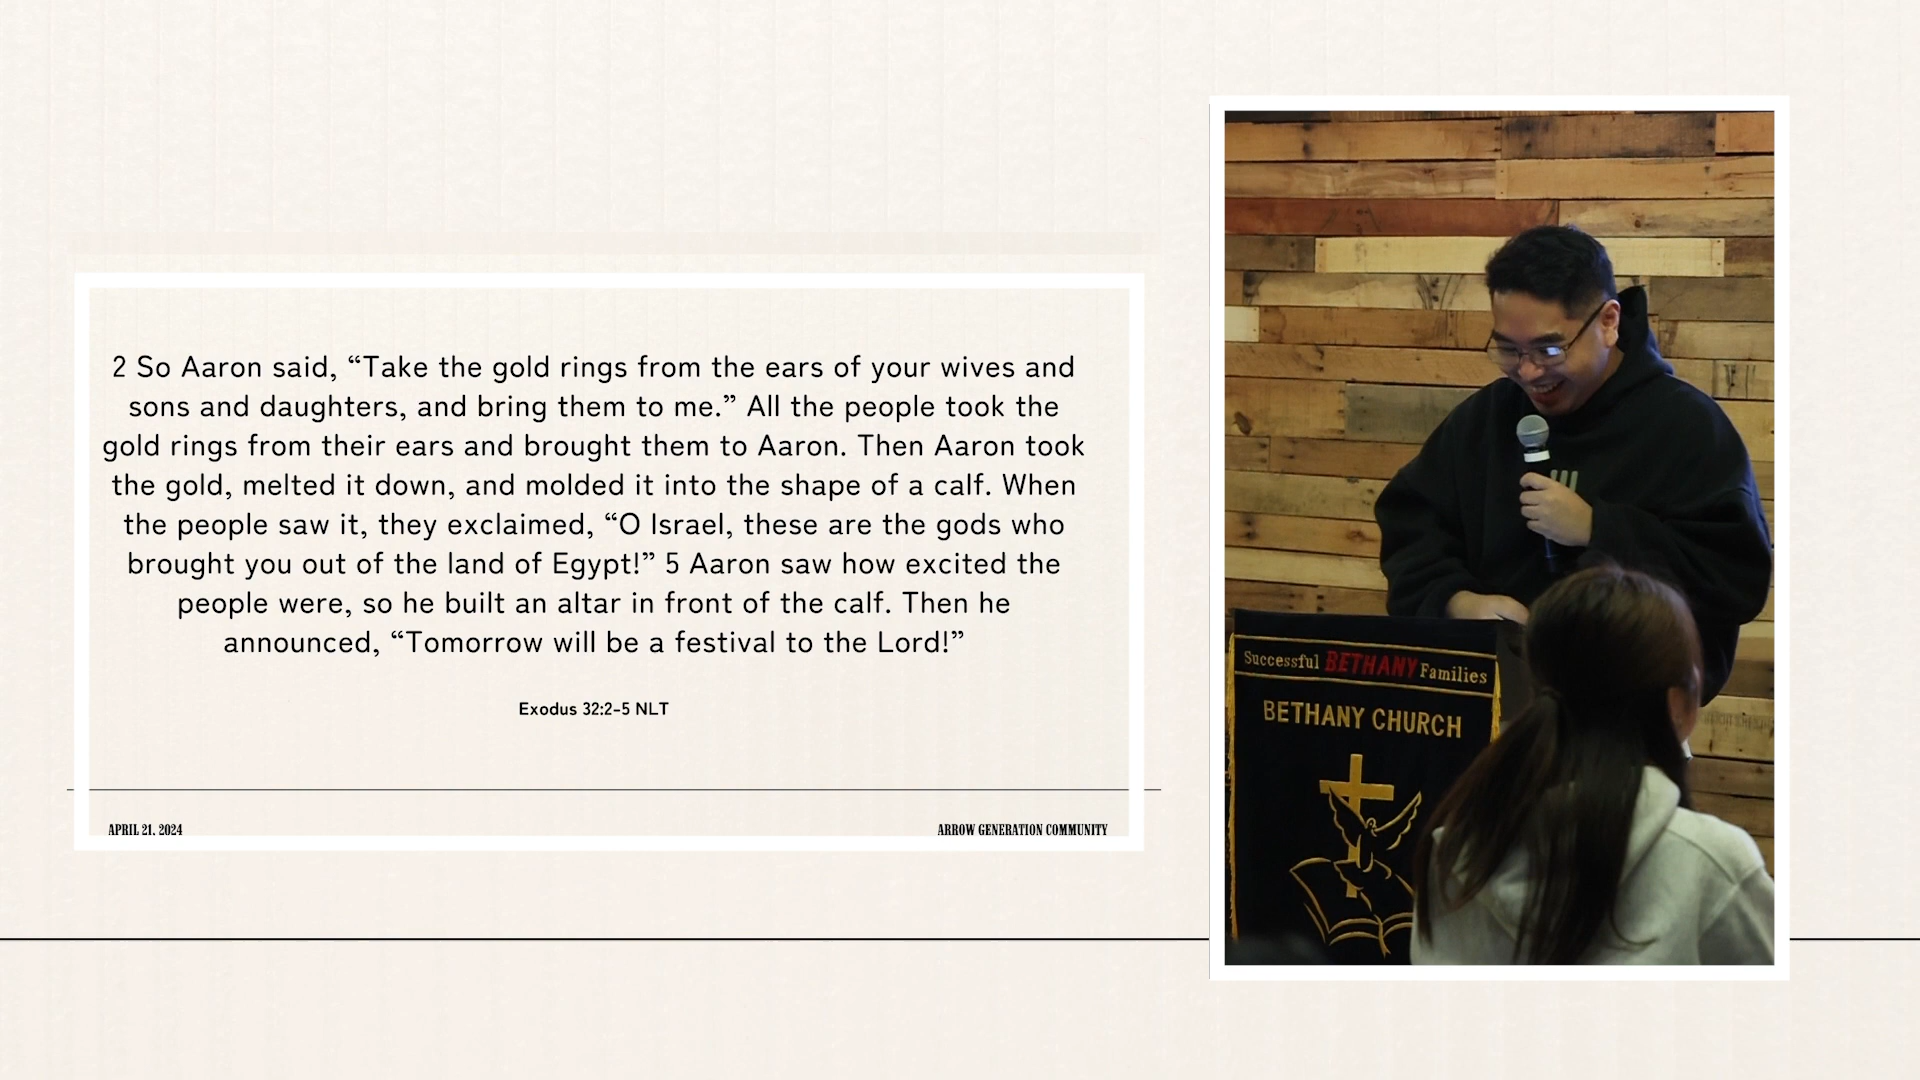 2 So Aaron said, “Take the gold rings from the ears of your wives and
sons and daughters, and bring them to me.” All the people took the
gold rings from their ears and brought them to Aaron. Then Aaron took
the gold, melted it down, and molded it into the shape of a calf. When
the people saw it, they exclaimed, “O Israel, these are the gods who
brought you out of the land of Egypt!” 5 Aaron saw how excited the
people were, so he built an altar in front of the calf. Then he
announced, “Tomorrow will be a festival to the Lord!”
Exodus 32:2-5 NLT
APRIL 21, 2024
ARROW GENERATION COMMUNITY
Successful BETHANY Families
BETHANY CHURCH